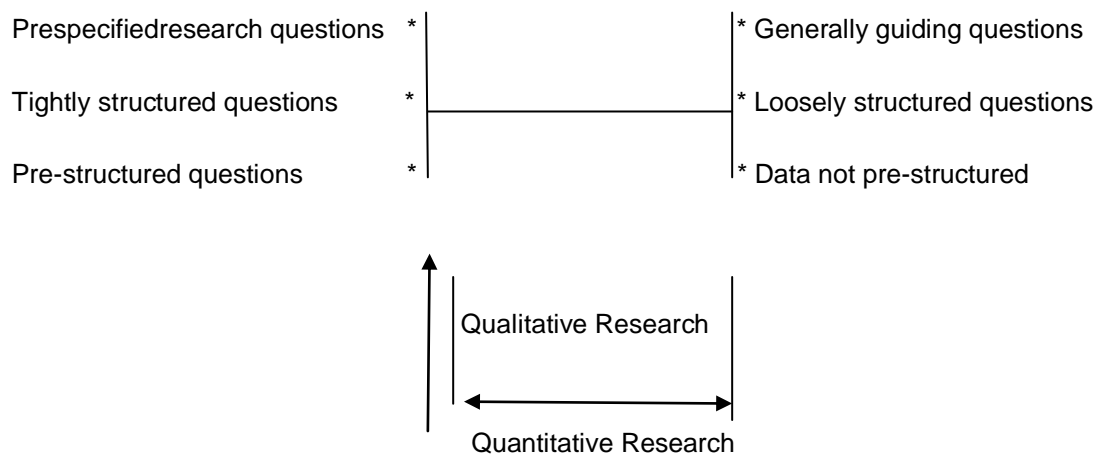 Prespecifiedresearch questions * * Generally guiding questions
Tightly structured questions * * Loosely structured questions
Pre-structured questions * * Data not pre-structured
Qualitative Research
Quantitative Research